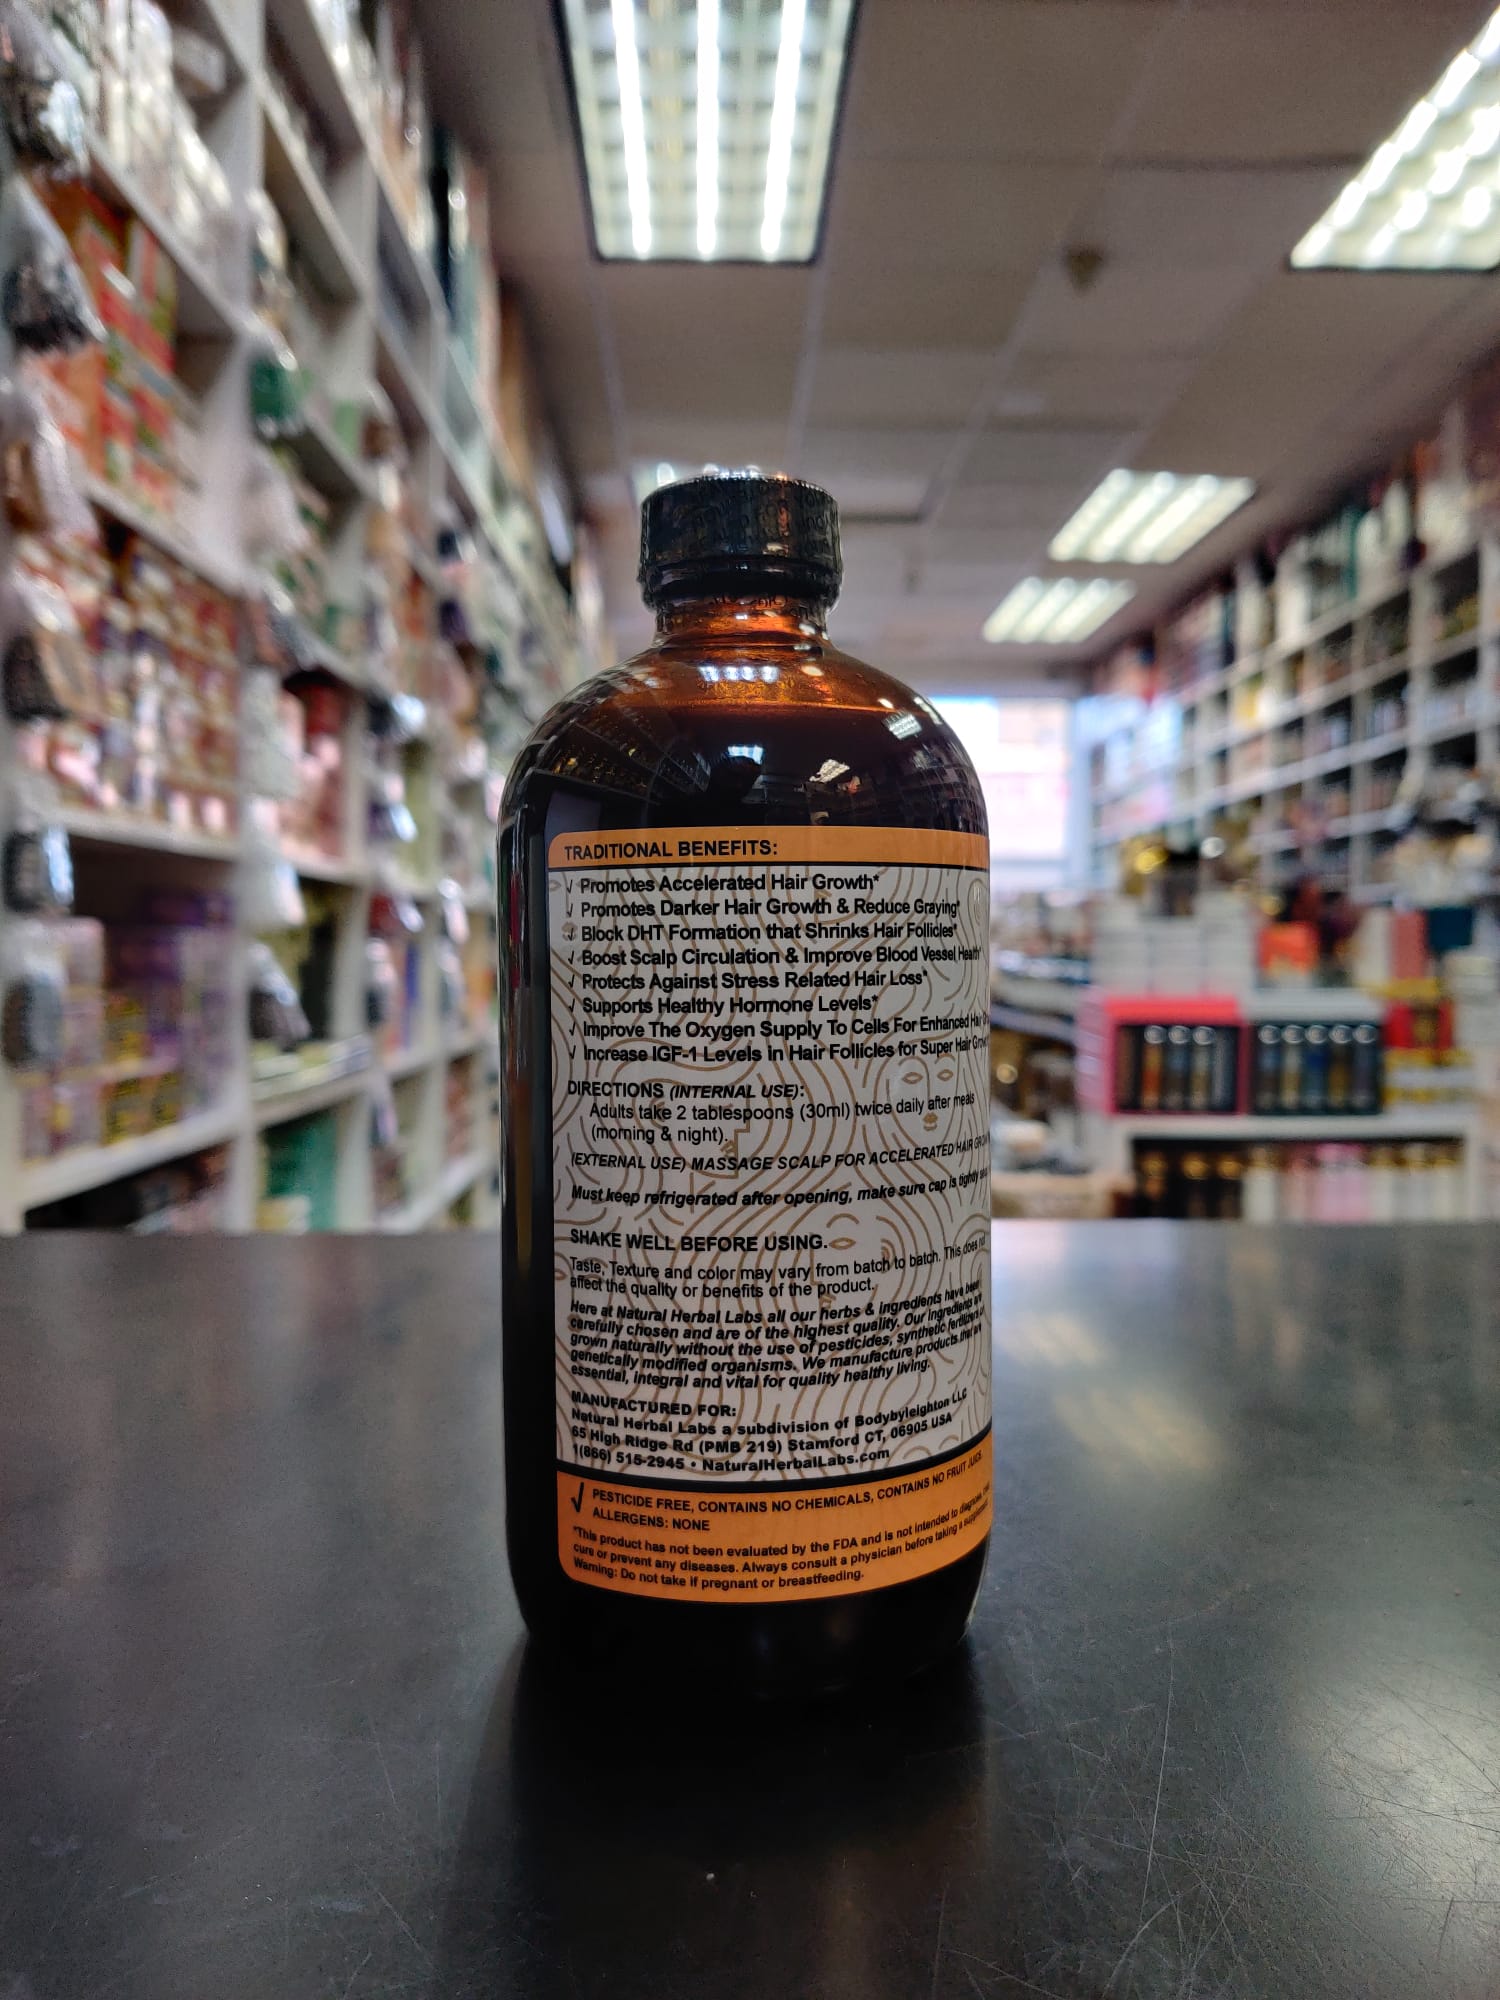 TRADITIONAL BENEFITS:
√ Promotes Accelerated Hair Growth*
√ Promotes Darker Hair Growth & Reduce Graying*
√ Block DHT Formation that Shrinks Hair Follicles*
√ Boost Scalp Circulation & Improve Blood Vessel Health*
√ Protects Against Stress Related Hair Loss*
√ Supports Healthy Hormone Levels*
√ Improve The Oxygen Supply To Cells For Enhanced Hair
√ Increase IGF-1 Levels in Hair Follicles for Super Hair
DIRECTIONS (INTERNAL USE):
Adults take 2 tablespoons (30ml) twice daily after meals
(morning & night).
(EXTERNAL USE) MASSAGE SCALP FOR ACCELERATED HAIR
Must keep refrigerated after opening, make sure cap is tightly
SHAKE WELL BEFORE USING.
Taste, Texture and color may vary from batch to batch. This does not
affect the quality or benefits of the product.
Here at Natural Herbal Labs all our herbs & ingredients have been
carefully chosen and are of the highest quality. Our ingredients are
grown naturally without the use of pesticides, synthetic fertilizers or
genetically modified organisms. We manufacture products that are
essential, integral and vital for quality healthy living.
MANUFACTURED FOR:
Natural Herbal Labs a subdivision of Bodybyleighton LLC
65 High Ridge Rd (PMB 219) Stamford CT, 06905 USA
1(866) 515-2945 • NaturalHerbalLabs.com
√ PESTICIDE FREE, CONTAINS NO CHEMICALS, CONTAINS NO FRUIT JUICE.
ALLERGENS: NONE
*This product has not been evaluated by the FDA and is not intended to diagnose,
cure or prevent any diseases. Always consult a physician before taking a supplement.
Warning: Do not take if pregnant or breastfeeding.